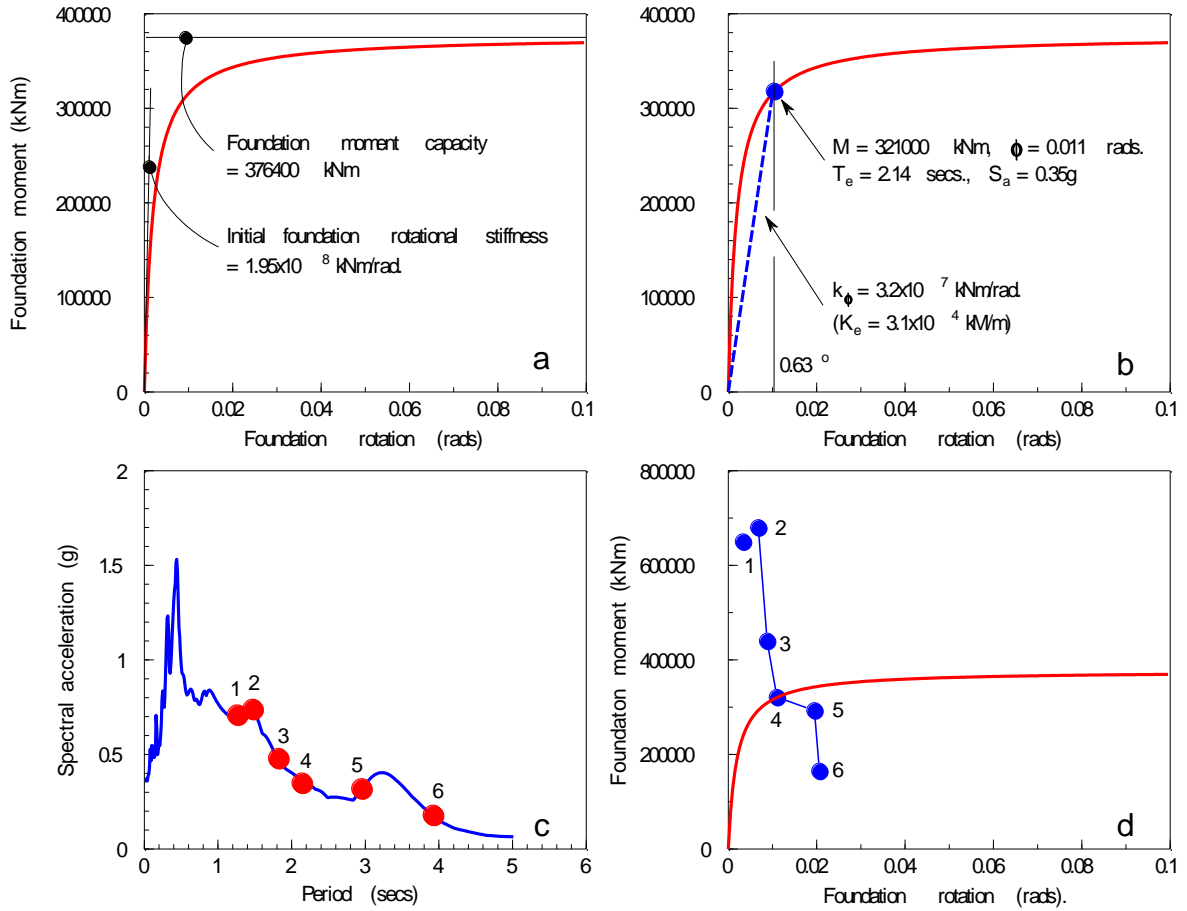 400000
300000
200000
100000
0
Foundation moment (kNm)
Foundation moment capacity
= 376400 kNm
Initial foundation rotational stiffness
= 1.95x10 8 kNm/rad.
a
0 0.02 0.04 0.06 0.08 0.1
Foundation rotation (rads)
400000
300000
200000
100000
0
M = 321000 kNm, ϕ = 0.011 rads.
Te = 2.14 secs., Sa = 0.35g
kϕ = 3.2x10 7 kNm/rad.
(Ke = 3.1x10 4 kM/m)
0.63 o
b
0 0.02 0.04 0.06 0.08 0.1
Foundation rotation (rads)
2
1.5
1
0.5
0
Spectral acceleration (g)
1
2
3
4
5
6
c
0 1 2 3 4 5 6
Period (secs)
800000
600000
400000
200000
0
Foundaton moment (kNm)
1
2
3
4
5
6
d
0 0.02 0.04 0.06 0.08 0.1
Foundation rotation (rads).